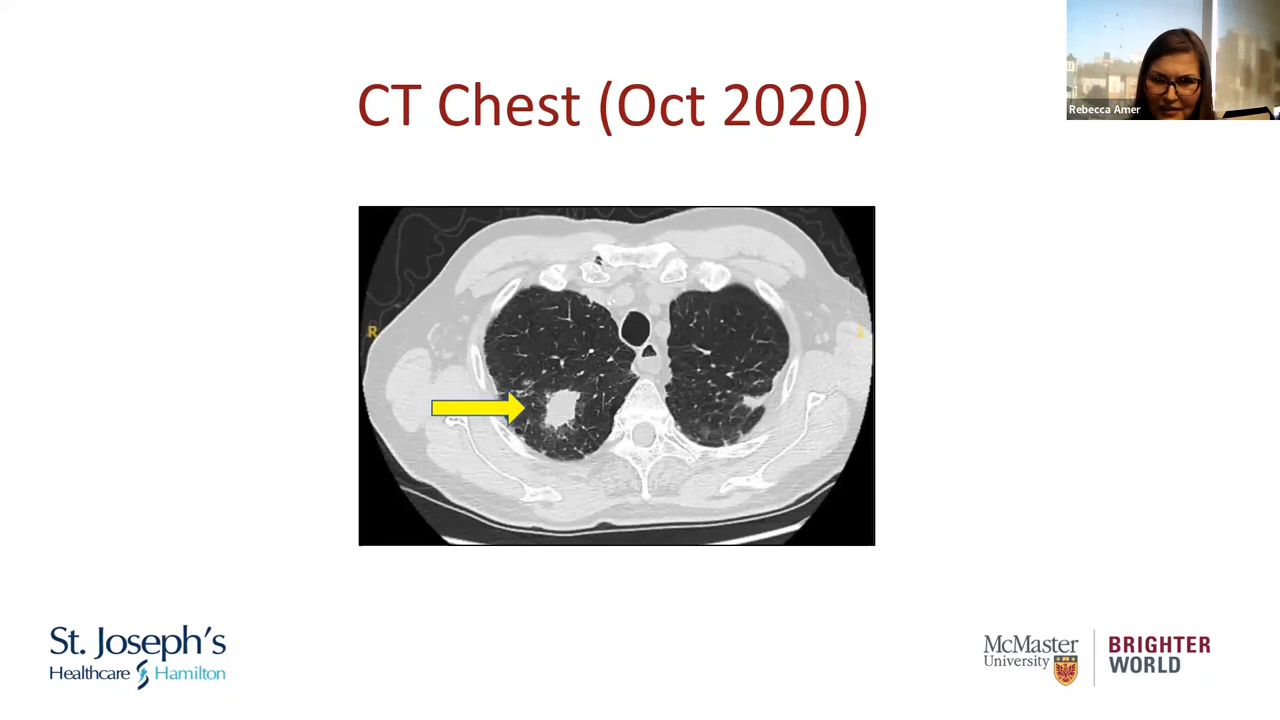 CT Chest (Oct 2020)
Rebecca Amer
R
L
St. Joseph's
Healthcare Hamilton
McMaster
University
BRIGHTER
WORLD